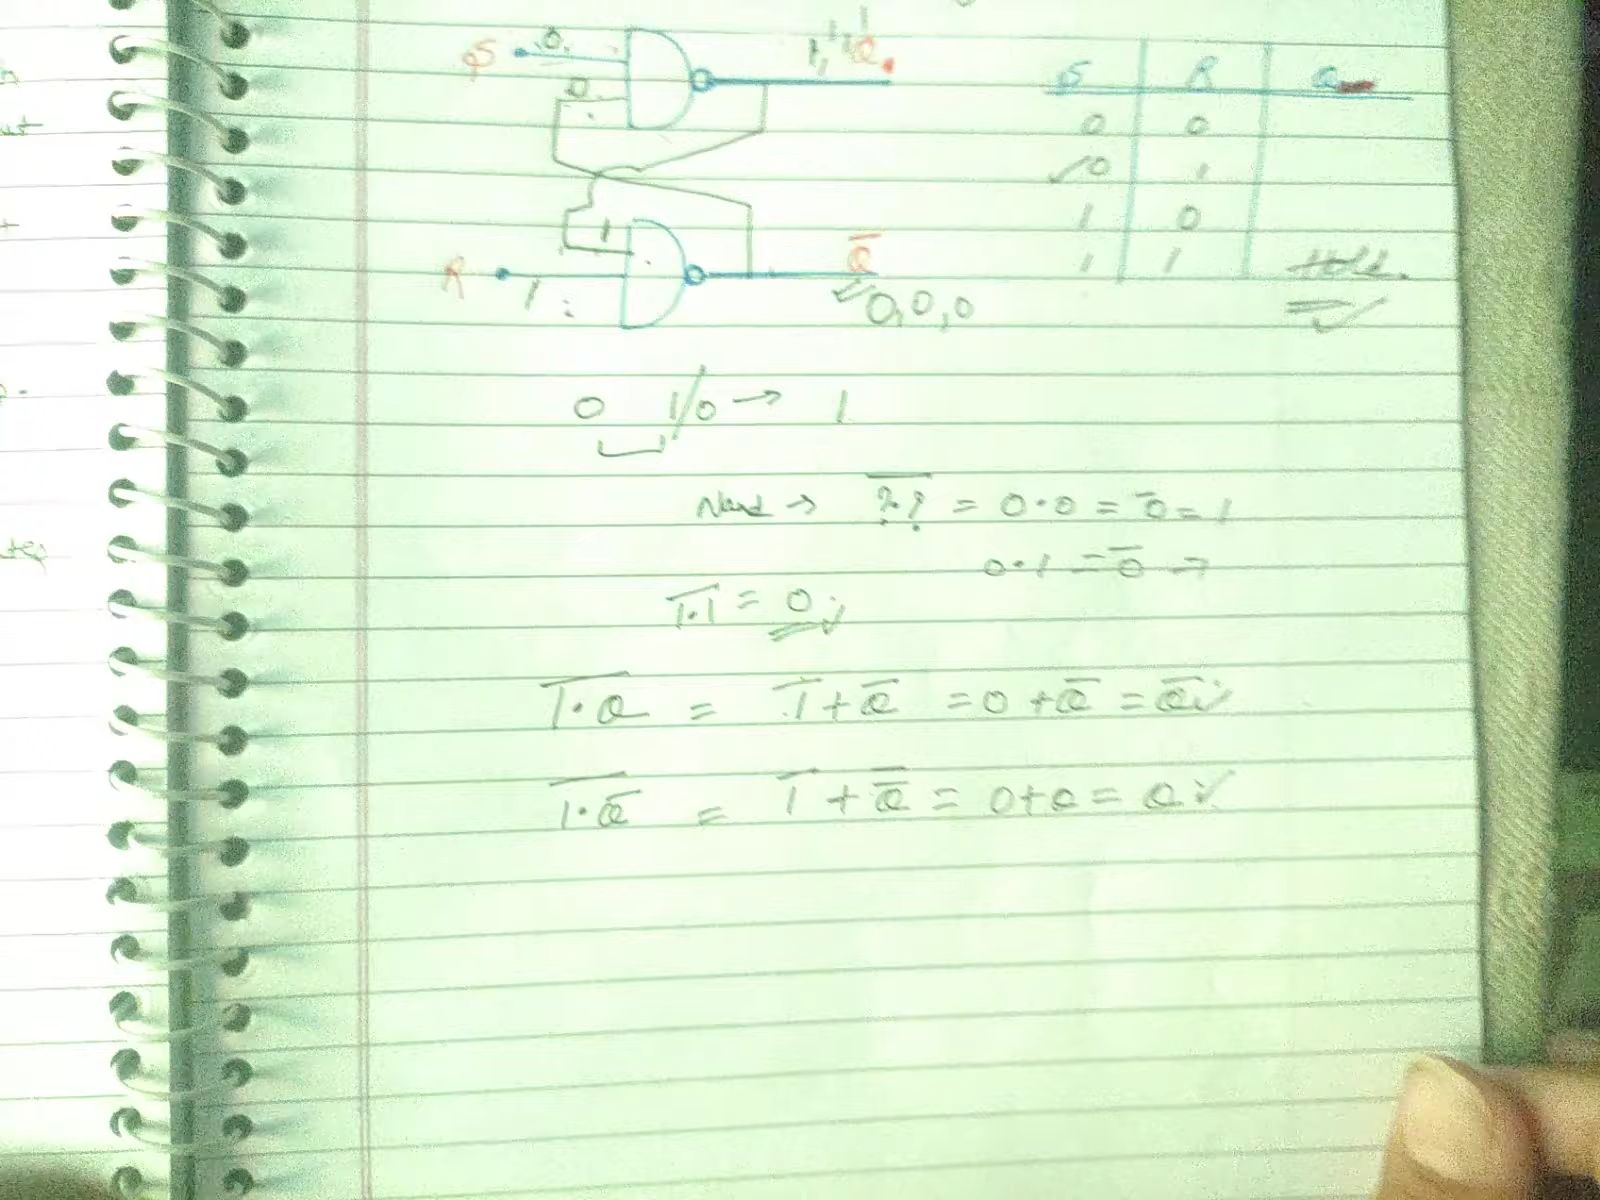 S 0 1, 1, 1 Q
0
1
R 1 Q̅
0, 0, 0
S R Q
0 0
✓0 1
1 0
1 1 Hold.
0 1/0 → 1
Nand → ?·? = 0·0 = 0̅ = 1
0·1 = 0̅ =
1·1 = 0
1·Q = 1̅ + Q̅ = 0 + Q̅ = Q̅ ✓
1·Q̅ = 1̅ + Q̅ = 0 + Q = Q ✓